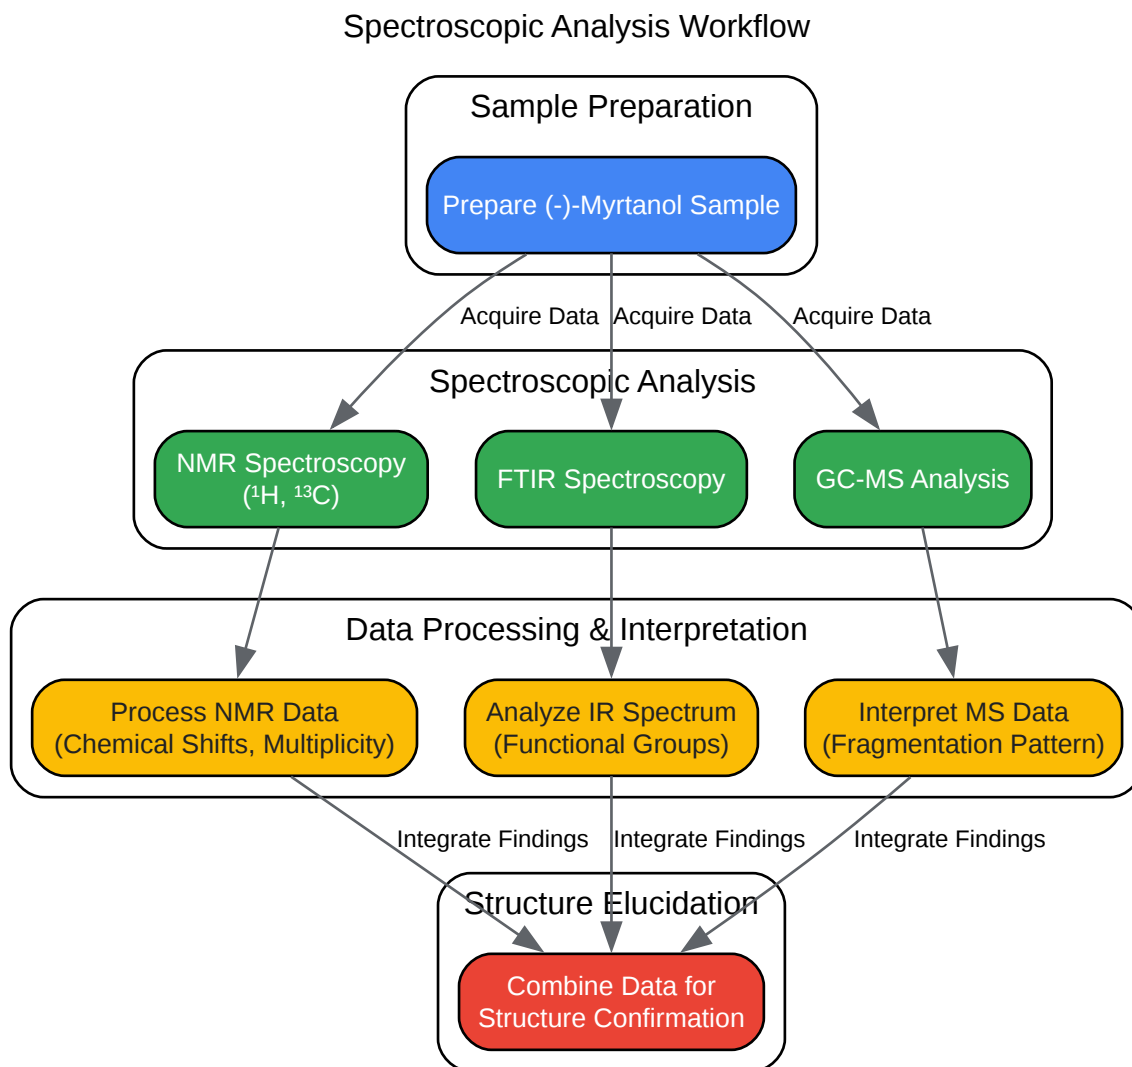 Spectroscopic Analysis Workflow
Sample Preparation
Prepare (-)-Myrtanol Sample
Acquire Data
Acquire Data
Acquire Data
Spectroscopic Analysis
NMR Spectroscopy
(¹H, ¹³C)
FTIR Spectroscopy
GC-MS Analysis
Data Processing & Interpretation
Process NMR Data
(Chemical Shifts, Multiplicity)
Analyze IR Spectrum
(Functional Groups)
Interpret MS Data
(Fragmentation Pattern)
Integrate Findings
Integrate Findings
Integrate Findings
Structure Elucidation
Combine Data for
Structure Confirmation